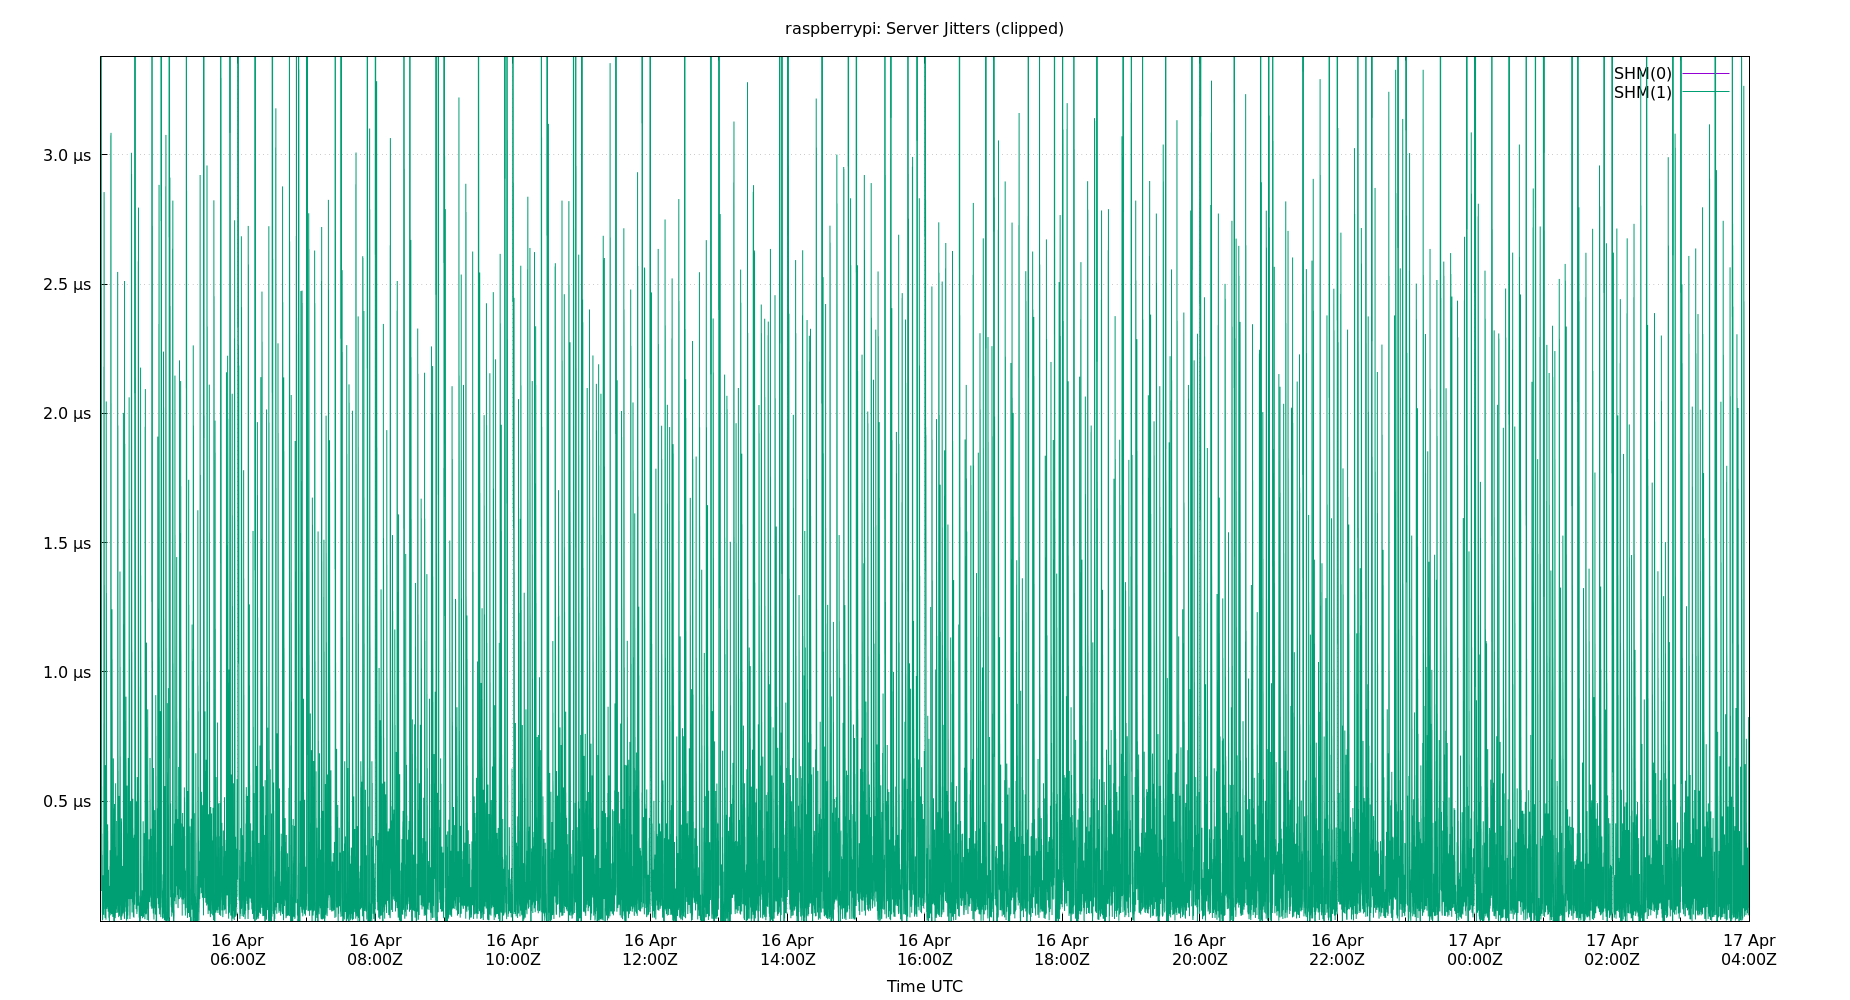 raspberrypi: Server Jitters (clipped)
SHM(0)
SHM(1)
3.0 µs
2.5 µs
2.0 µs
1.5 µs
1.0 µs
0.5 µs
16 Apr 16 Apr 16 Apr 16 Apr 16 Apr 16 Apr 16 Apr 16 Apr 16 Apr 17 Apr 17 Apr 17 Apr
06:00Z 08:00Z 10:00Z 12:00Z 14:00Z 16:00Z 18:00Z 20:00Z 22:00Z 00:00Z 02:00Z 04:00Z
Time UTC